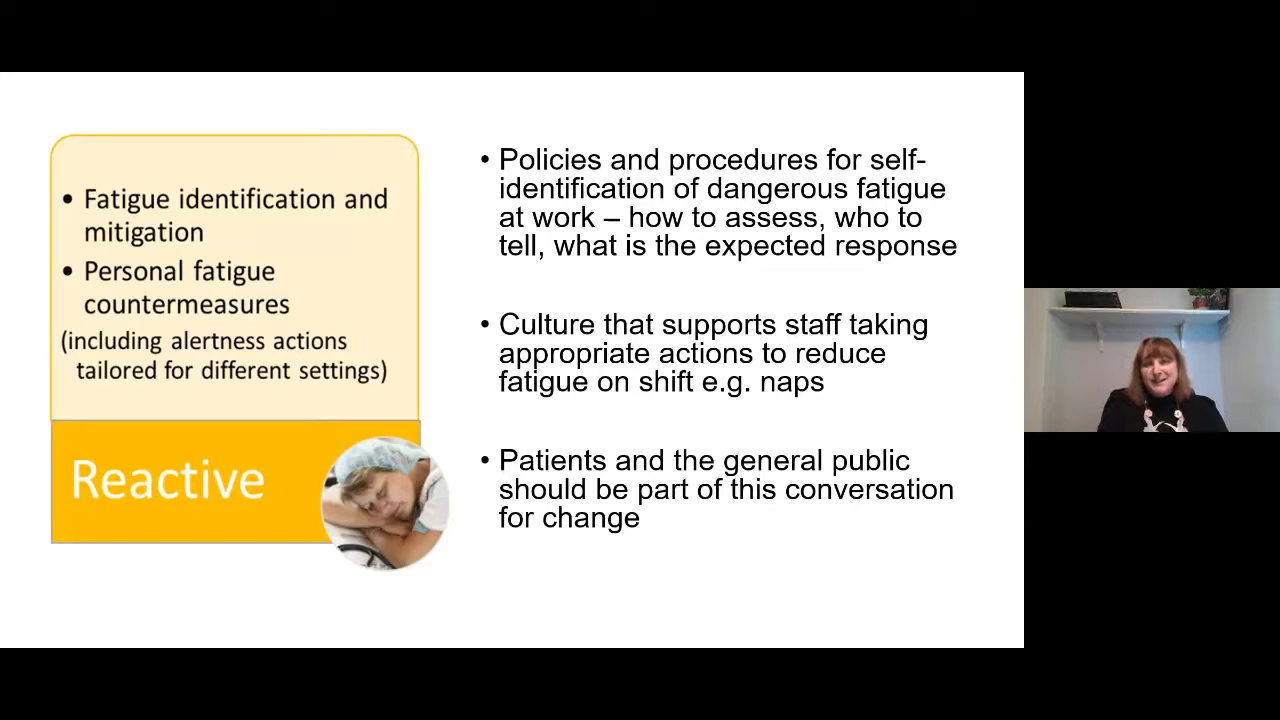 • Fatigue identification and
mitigation
• Personal fatigue
countermeasures
(including alertness actions
tailored for different settings)
Reactive
• Policies and procedures for self-
identification of dangerous fatigue
at work – how to assess, who to
tell, what is the expected response
• Culture that supports staff taking
appropriate actions to reduce
fatigue on shift e.g. naps
• Patients and the general public
should be part of this conversation
for change